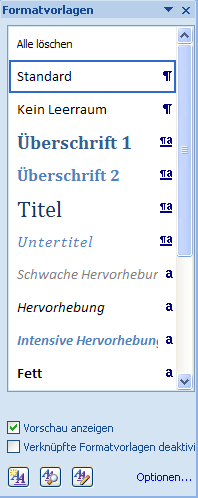 Formatvorlagen
Alle löschen
Standard ¶
Kein Leerraum ¶
Überschrift 1 ¶a
Überschrift 2 ¶a
Titel ¶a
Untertitel ¶a
Schwache Hervorhebun a
Hervorhebung a
Intensive Hervorhebung a
Fett a
Vorschau anzeigen
Verknüpfte Formatvorlagen deaktivi
Optionen...